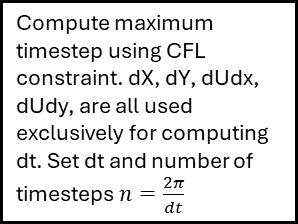 Compute maximum
timestep using CFL
constraint. dX, dY, dUdx,
dUdy, are all used
exclusively for computing
dt. Set dt and number of
timesteps n = 2π/dt